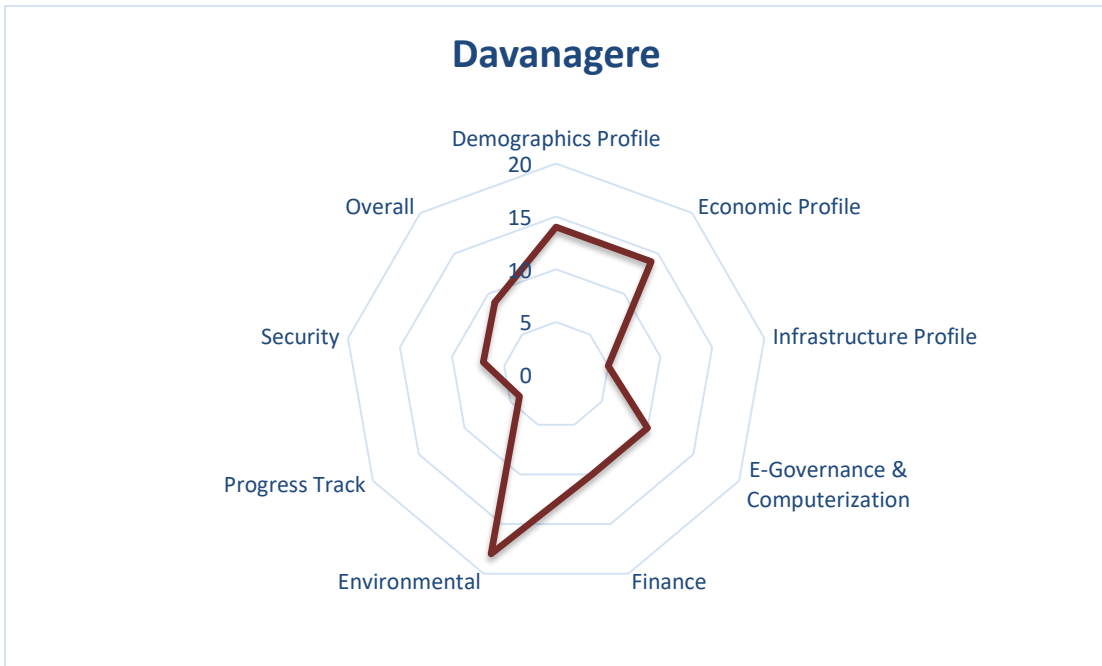 Davanagere
Demographics Profile
20
Overall
Economic Profile
15
10
Security
Infrastructure Profile
5
0
E-Governance &
Computerization
Progress Track
Environmental
Finance